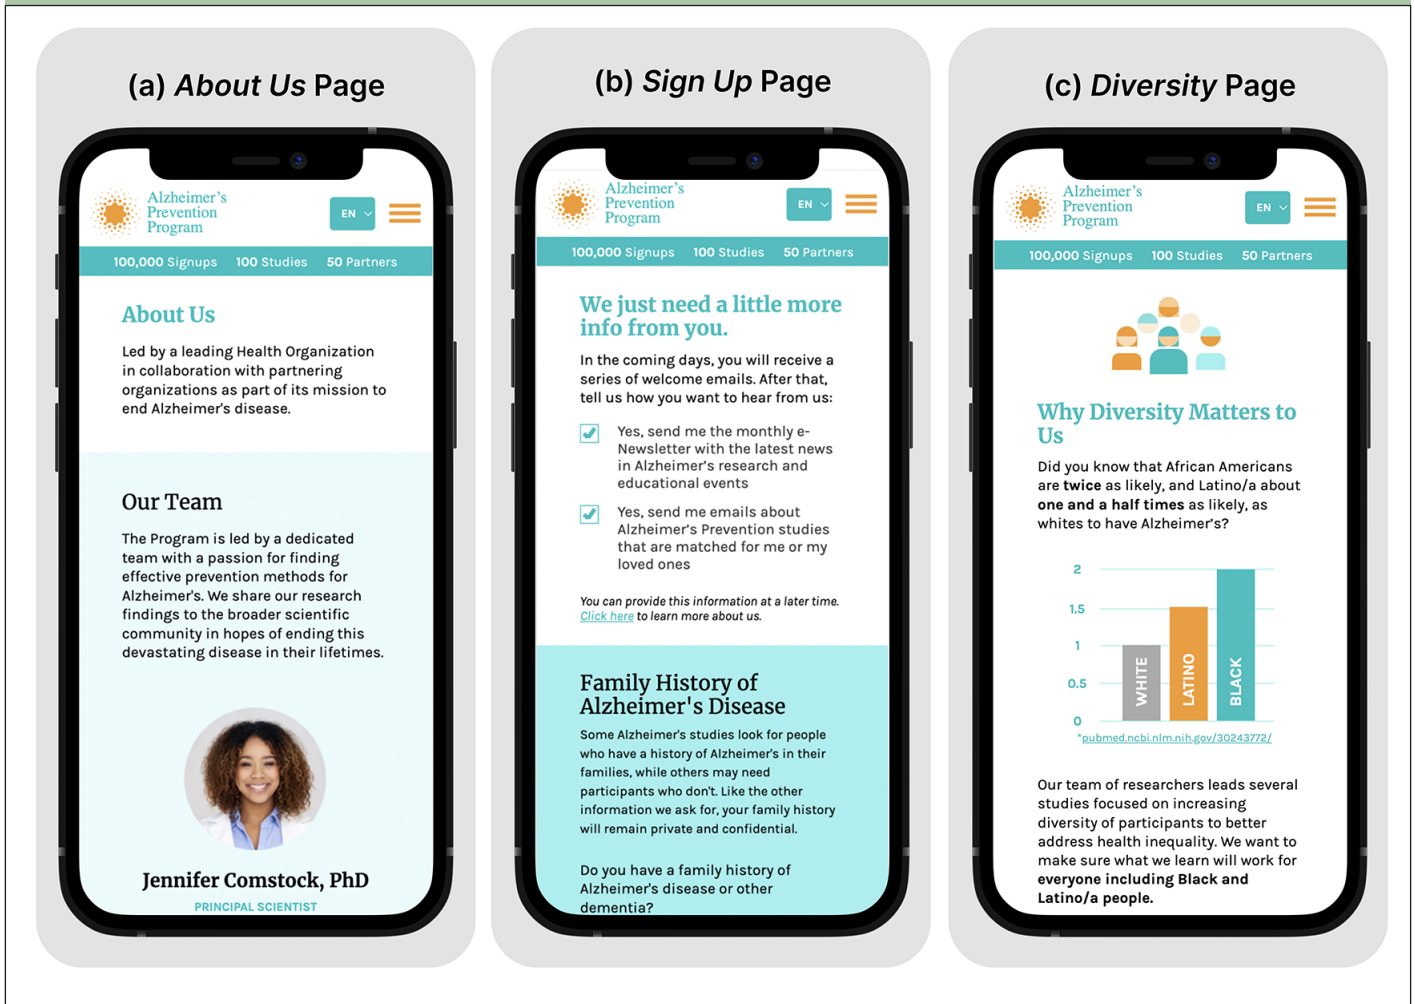 (a) About Us Page
Alzheimer's
Prevention
Program
EN
100,000 Signups 100 Studies 50 Partners
About Us
Led by a leading Health Organization
in collaboration with partnering
organizations as part of its mission to
end Alzheimer's disease.
Our Team
The Program is led by a dedicated
team with a passion for finding
effective prevention methods for
Alzheimer's. We share our research
findings to the broader scientific
community in hopes of ending this
devastating disease in their lifetimes.
Jennifer Comstock, PhD
PRINCIPAL SCIENTIST
(b) Sign Up Page
Alzheimer's
Prevention
Program
EN
100,000 Signups 100 Studies 50 Partners
We just need a little more
info from you.
In the coming days, you will receive a
series of welcome emails. After that,
tell us how you want to hear from us:
Yes, send me the monthly e-
Newsletter with the latest news
in Alzheimer's research and
educational events
Yes, send me emails about
Alzheimer's Prevention studies
that are matched for me or my
loved ones
You can provide this information at a later time.
Click here to learn more about us.
Family History of
Alzheimer's Disease
Some Alzheimer's studies look for people
who have a history of Alzheimer's in their
families, while others may need
participants who don't. Like the other
information we ask for, your family history
will remain private and confidential.
Do you have a family history of
Alzheimer's disease or other
dementia?
(c) Diversity Page
Alzheimer's
Prevention
Program
EN
100,000 Signups 100 Studies 50 Partners
Why Diversity Matters to
Us
Did you know that African Americans
are twice as likely, and Latino/a about
one and a half times as likely, as
whites to have Alzheimer's?
2
1.5
1
0.5
0
WHITE
LATINO
BLACK
*pubmed.ncbi.nlm.nih.gov/30243772/
Our team of researchers leads several
studies focused on increasing
diversity of participants to better
address health inequality. We want to
make sure what we learn will work for
everyone including Black and
Latino/a people.